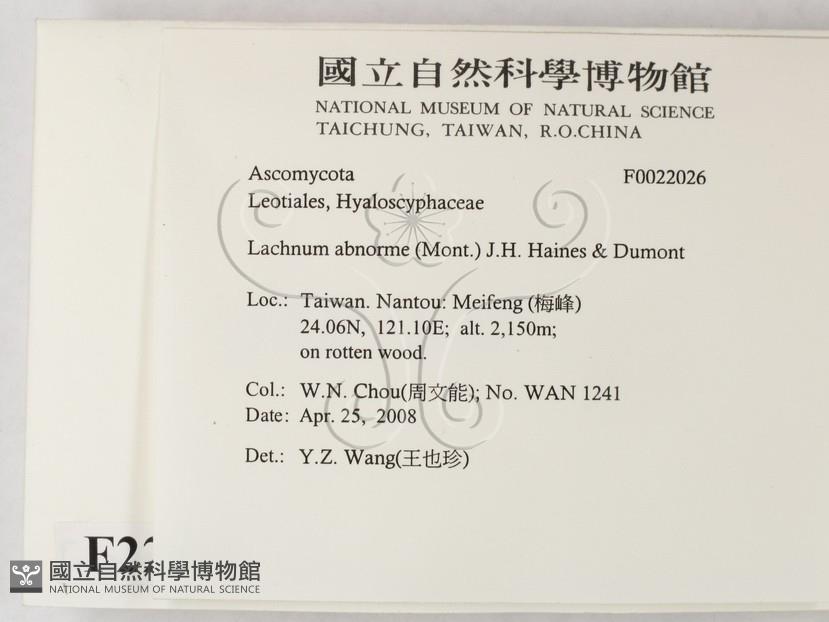 國立自然科學博物館
NATIONAL MUSEUM OF NATURAL SCIENCE
TAICHUNG, TAIWAN, R.O.CHINA
Ascomycota F0022026
Leotiales, Hyaloscyphaceae
Lachnum abnorme (Mont.) J.H. Haines & Dumont
Loc.: Taiwan. Nantou: Meifeng (梅峰)
24.06N, 121.10E; alt. 2,150m;
on rotten wood.
Col.: W.N. Chou(周文能); No. WAN 1241
Date: Apr. 25, 2008
Det.: Y.Z. Wang(王也珍)
國立自然科學博物館
NATIONAL MUSEUM OF NATURAL SCIENCE